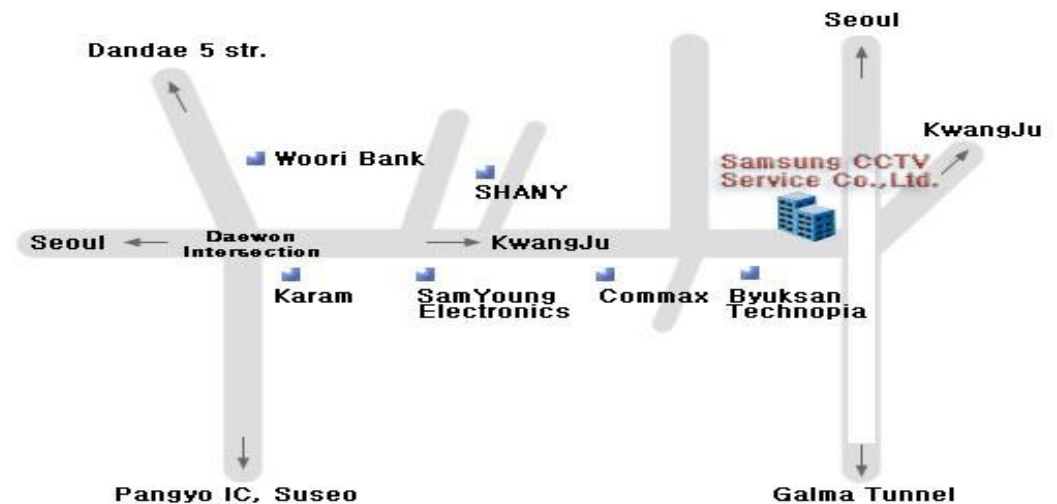 Seoul
Dandae 5 str.
KwangJu
Woori Bank
Samsung CCTV
Service Co.,Ltd.
SHANY
Seoul
Daewon
Intersection
KwangJu
Karam
SamYoung
Electronics
Commax
Byuksan
Technopia
Pangyo IC, Suseo
Galma Tunnel